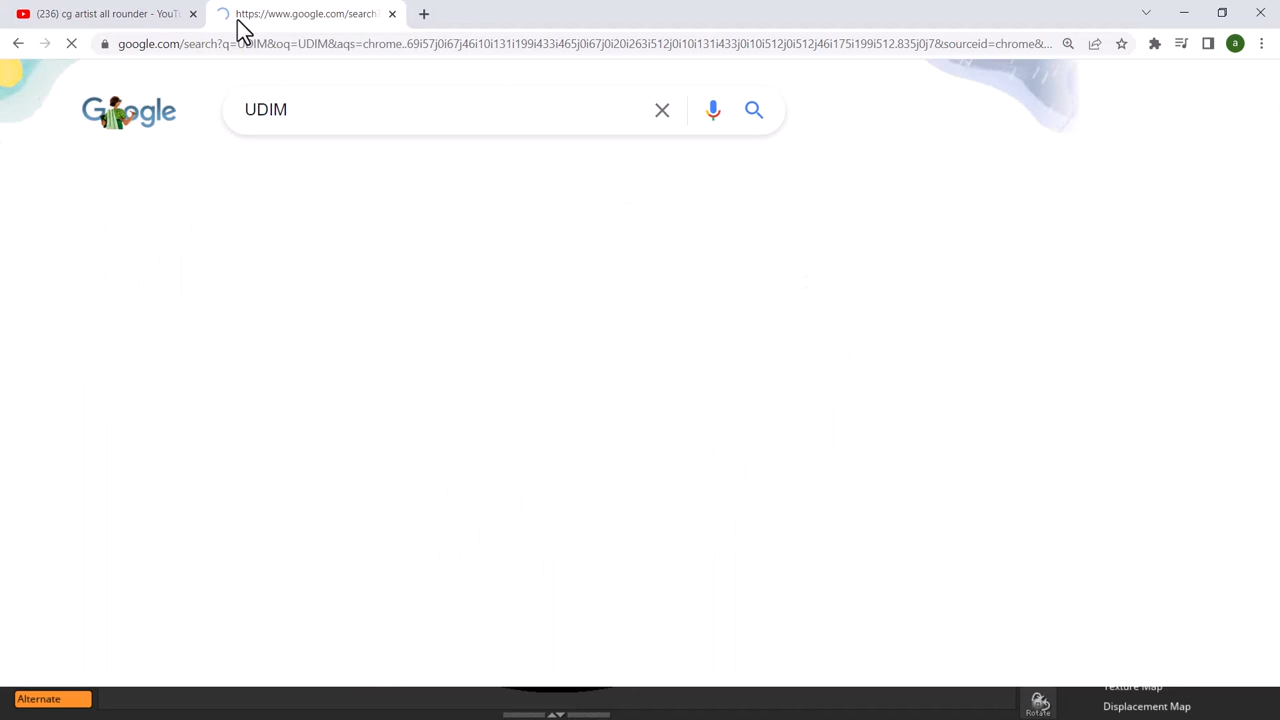 (236) cg artist all rounder - YouTu
https://www.google.com/search?
google.com/search?q=UDIM&oq=UDIM&aqs=chrome..69i57j0i67j46i10i131i199i433i465j0i67j0i20i263i512j0i10i131i433j0i10i512j0i512j46i175i199i512.835j0j7&sourceid=chrome&...
a
Google
UDIM
Alternate
Rotate
Texture Map
Displacement Map